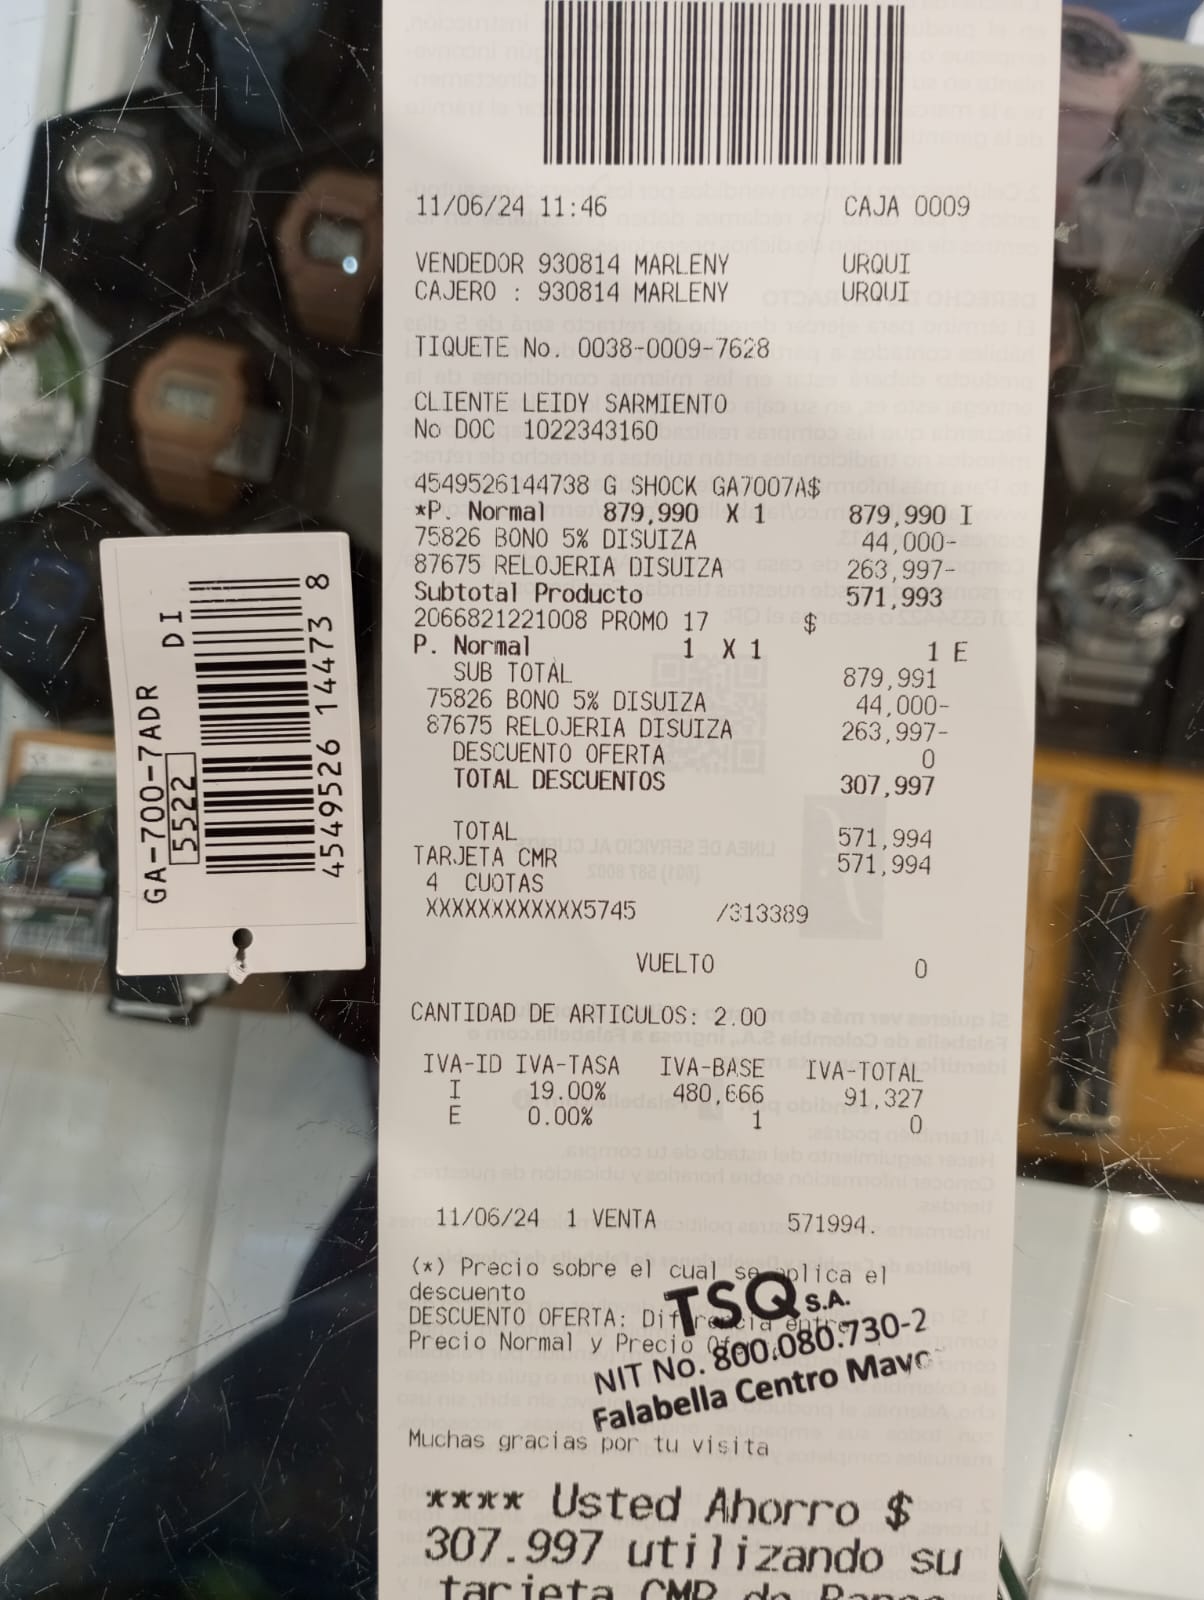 11/06/24 11:46 CAJA 0009
VENDEDOR 930814 MARLENY URQUI
CAJERO : 930814 MARLENY URQUI
TIQUETE No. 0038-0009-7628
CLIENTE LEIDY SARMIENTO
No DOC 1022343160
4549526144738 G SHOCK GA7007A$
*P. Normal 879,990 X 1 879,990 I
75826 BONO 5% DISUIZA 44,000-
87675 RELOJERIA DISUIZA 263,997-
Subtotal Producto 571,993
2066821221008 PROMO 17 $
P. Normal 1 X 1 1 E
SUB TOTAL 879,991
75826 BONO 5% DISUIZA 44,000-
87675 RELOJERIA DISUIZA 263,997-
DESCUENTO OFERTA 0
TOTAL DESCUENTOS 307,997
TOTAL 571,994
TARJETA CMR 571,994
4 CUOTAS
XXXXXXXXXXXX5745 /313389
VUELTO 0
CANTIDAD DE ARTICULOS: 2.00
IVA-ID IVA-TASA IVA-BASE IVA-TOTAL
I 19.00% 480,666 91,327
E 0.00% 1 0
11/06/24 1 VENTA 571994.
(*) Precio sobre el cual se aplica el
descuento
DESCUENTO OFERTA: Diferencia entre
Precio Normal y Precio
TSQ S.A.
NIT No. 800.080.730-2
Falabella Centro Mayo
Muchas gracias por tu visita
**** Usted Ahorro $
307.997 utilizando su
tarjeta CMR de
GA-700-7ADR
5522 DI
4549526 14473 8